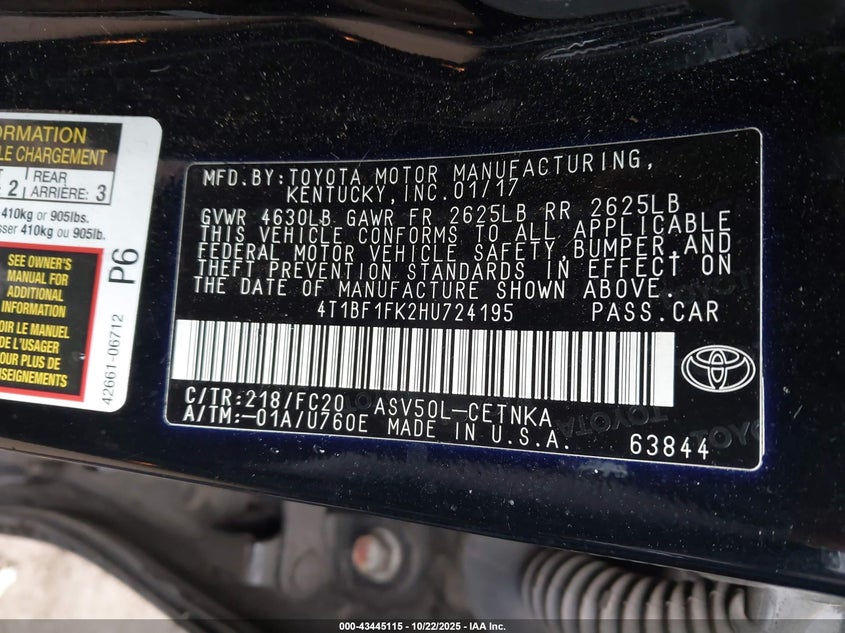 ORMATION
LE CHARGEMENT
2
REAR
ARRIÈRE: 3
410kg or 905lbs.
sser 410kg ou 905lb.
SEE OWNER'S
MANUAL FOR
ADDITIONAL
INFORMATION
OIR LE MANUEL
DE L'USAGER
OUR PLUS DE
NSEIGNEMENTS
P6
42661-06712
MFD.BY:TOYOTA MOTOR MANUFACTURING,
KENTUCKY,INC.01/17
GVWR 4630LB GAWR FR 2625LB RR 2625LB
THIS VEHICLE CONFORMS TO ALL APPLICABLE
FEDERAL MOTOR VEHICLE SAFETY,BUMPER,AND
THEFT PREVENTION STANDARDS IN EFFECT ON
THE DATE OF MANUFACTURE SHOWN ABOVE.
4T1BF1FK2HU724195 PASS.CAR
C/TR:218/FC20 ASV50L-CETNKA
A/TM:-01A/U760E MADE IN U.S.A.
63844
TOYOTA
000-43445115 - 10/22/2025 - IAA Inc.